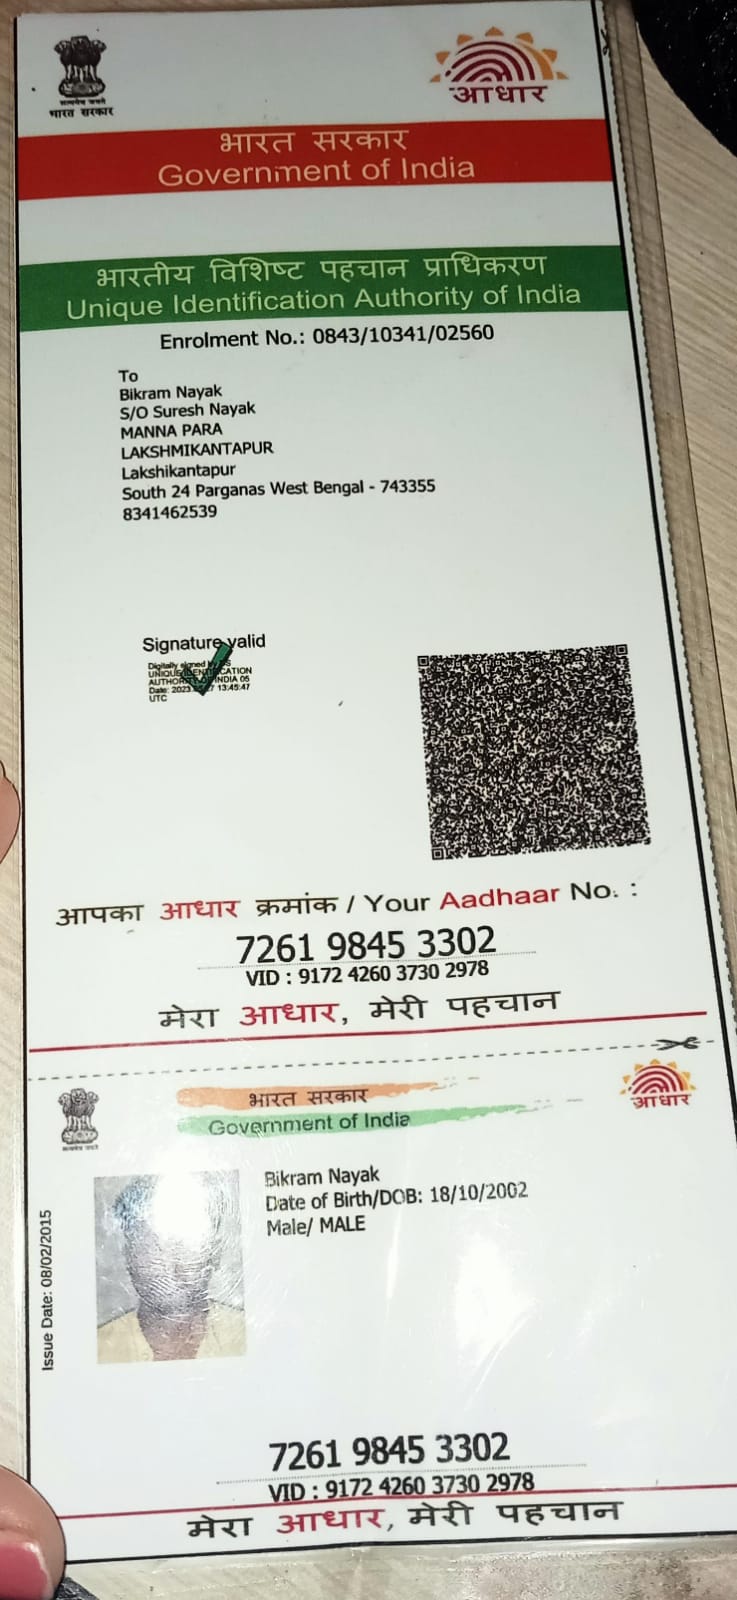 सत्यमेव जयते
भारत सरकार
आधार
भारत सरकार
Government of India
भारतीय विशिष्ट पहचान प्राधिकरण
Unique Identification Authority of India
Enrolment No.: 0843/10341/02560
To
Bikram Nayak
S/O Suresh Nayak
MANNA PARA
LAKSHMIKANTAPUR
Lakshikantapur
South 24 Parganas West Bengal - 743355
8341462539
Signature valid
Digitally signed by DS
UNIQUE IDENTIFICATION
AUTHORITY OF INDIA 05
Date: 2023. 13:45:47
UTC
आपका आधार क्रमांक / Your Aadhaar No. :
7261 9845 3302
VID : 9172 4260 3730 2978
मेरा आधार, मेरी पहचान
भारत सरकार
Government of India
आधार
Issue Date: 08/02/2015
Bikram Nayak
Date of Birth/DOB: 18/10/2002
Male/ MALE
7261 9845 3302
VID : 9172 4260 3730 2978
मेरा आधार, मेरी पहचान